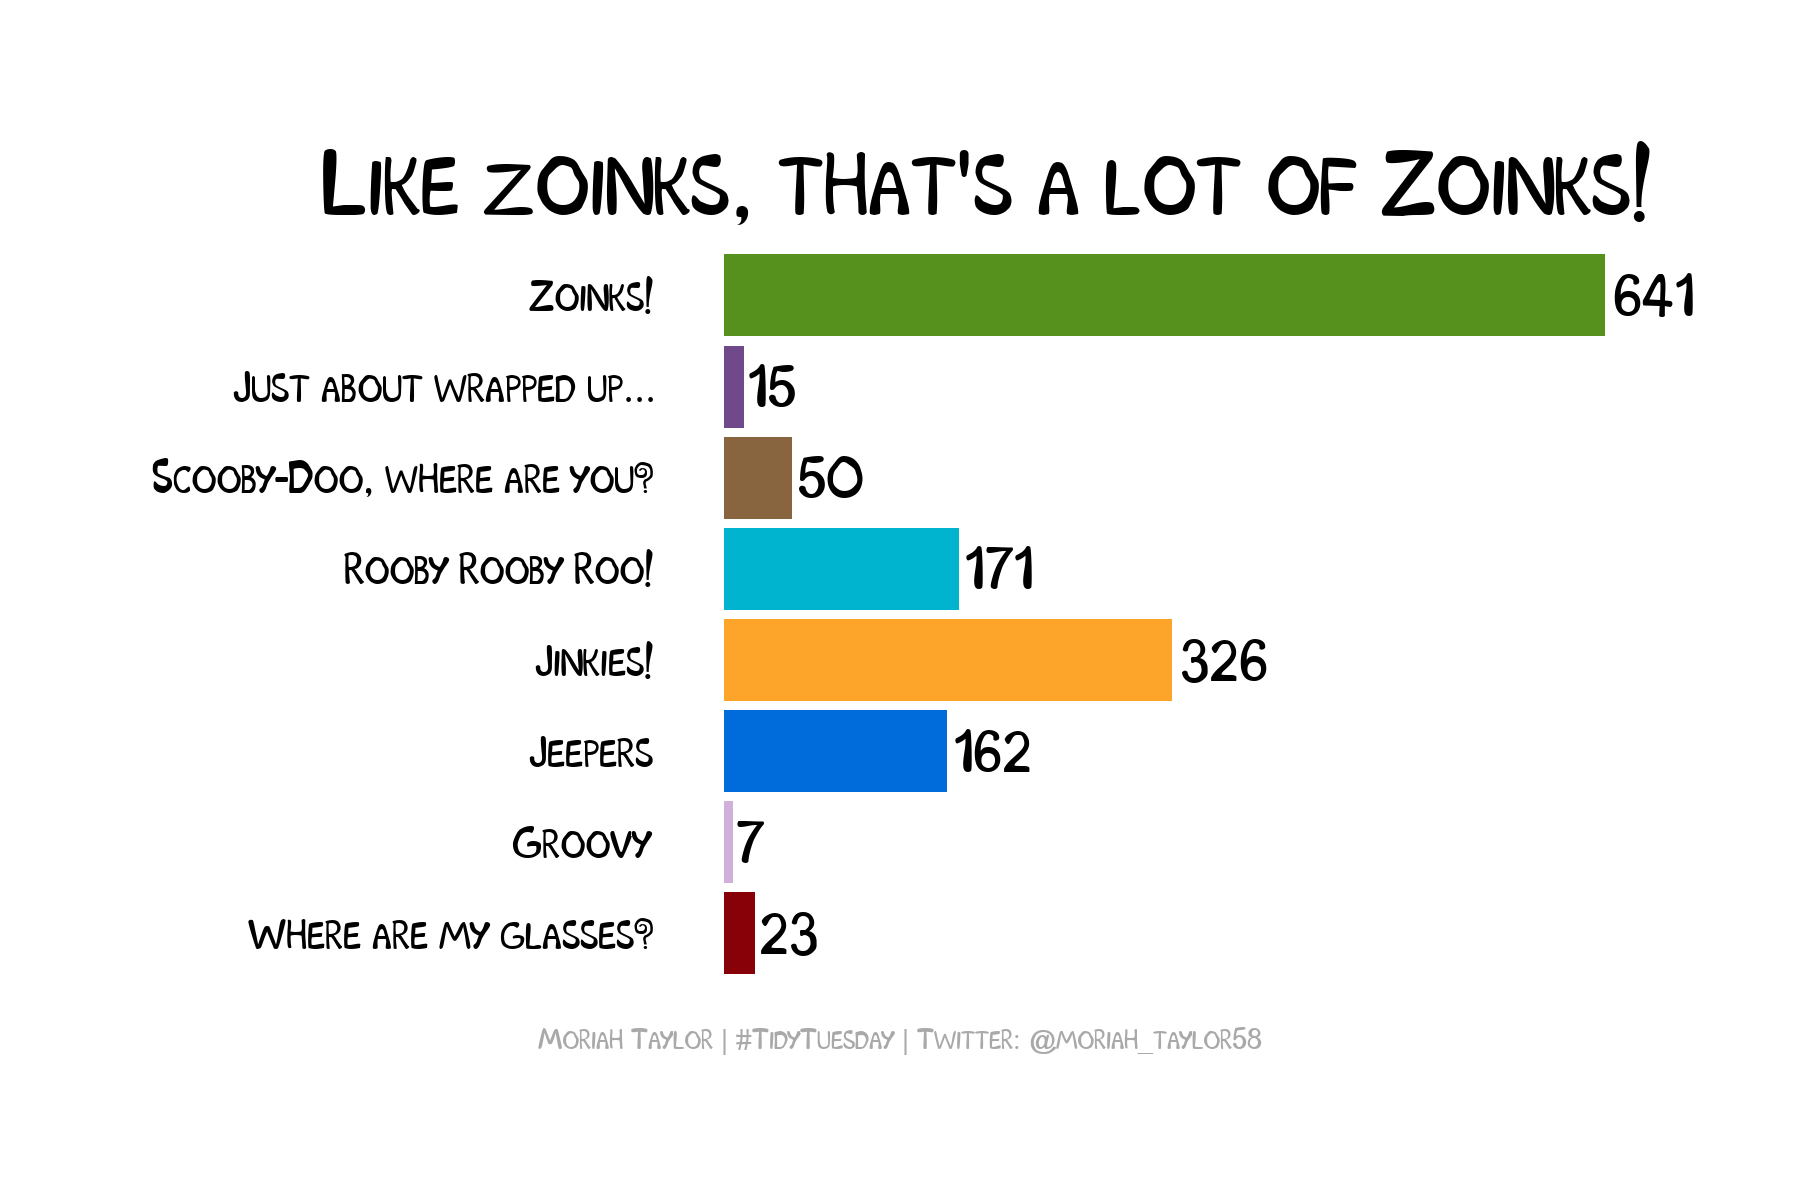 Like zoinks, that's a lot of Zoinks!
Zoinks! 641
Just about wrapped up... 15
Scooby-Doo, where are you? 50
Rooby Rooby Roo! 171
Jinkies! 326
Jeepers 162
Groovy 7
Where are my glasses? 23
Moriah Taylor | #TidyTuesday | Twitter: @moriah_taylor58